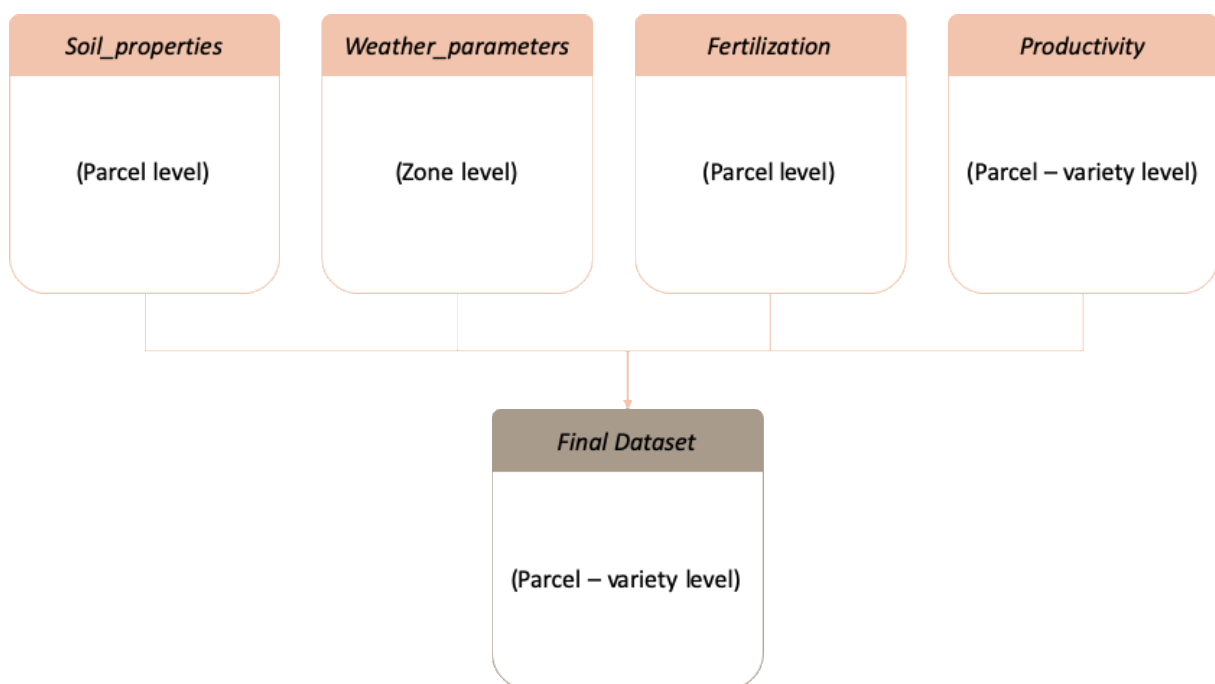 Soil_properties
Weather_parameters
Fertilization
Productivity
(Parcel level)
(Zone level)
(Parcel level)
(Parcel – variety level)
Final Dataset
(Parcel – variety level)